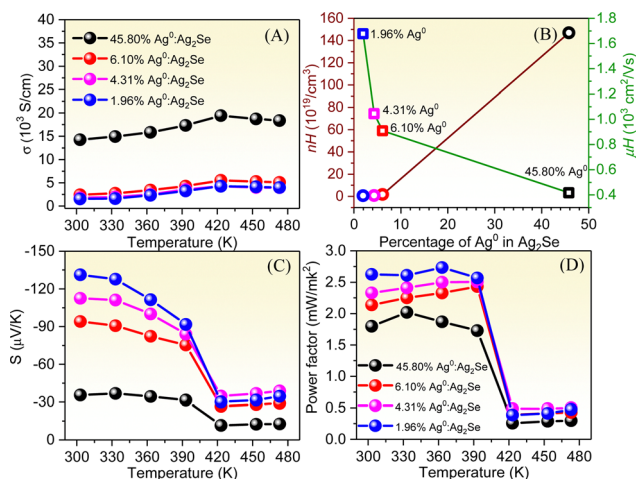 (A)
45.80% Ag⁰:Ag₂Se
6.10% Ag⁰:Ag₂Se
4.31% Ag⁰:Ag₂Se
1.96% Ag⁰:Ag₂Se
σ (10³ S/cm)
40
35
30
25
20
15
10
5
0
300 330 360 390 420 450 480
Temperature (K)
(B)
1.96% Ag⁰
4.31% Ag⁰
6.10% Ag⁰
45.80% Ag⁰
nH (10¹⁹/cm³)
160
140
120
100
80
60
40
20
0
μH (10³ cm²/Vs)
1.8
1.6
1.4
1.2
1.0
0.8
0.6
0.4
0 10 20 30 40 50
Percentage of Ag⁰ in Ag₂Se
(C)
S (μV/K)
-150
-120
-90
-60
-30
0
300 330 360 390 420 450 480
Temperature (K)
(D)
Power factor (mW/mk²)
3.0
2.5
2.0
1.5
1.0
0.5
0.0
45.80% Ag⁰:Ag₂Se
6.10% Ag⁰:Ag₂Se
4.31% Ag⁰:Ag₂Se
1.96% Ag⁰:Ag₂Se
300 330 360 390 420 450 480
Temperature (K)